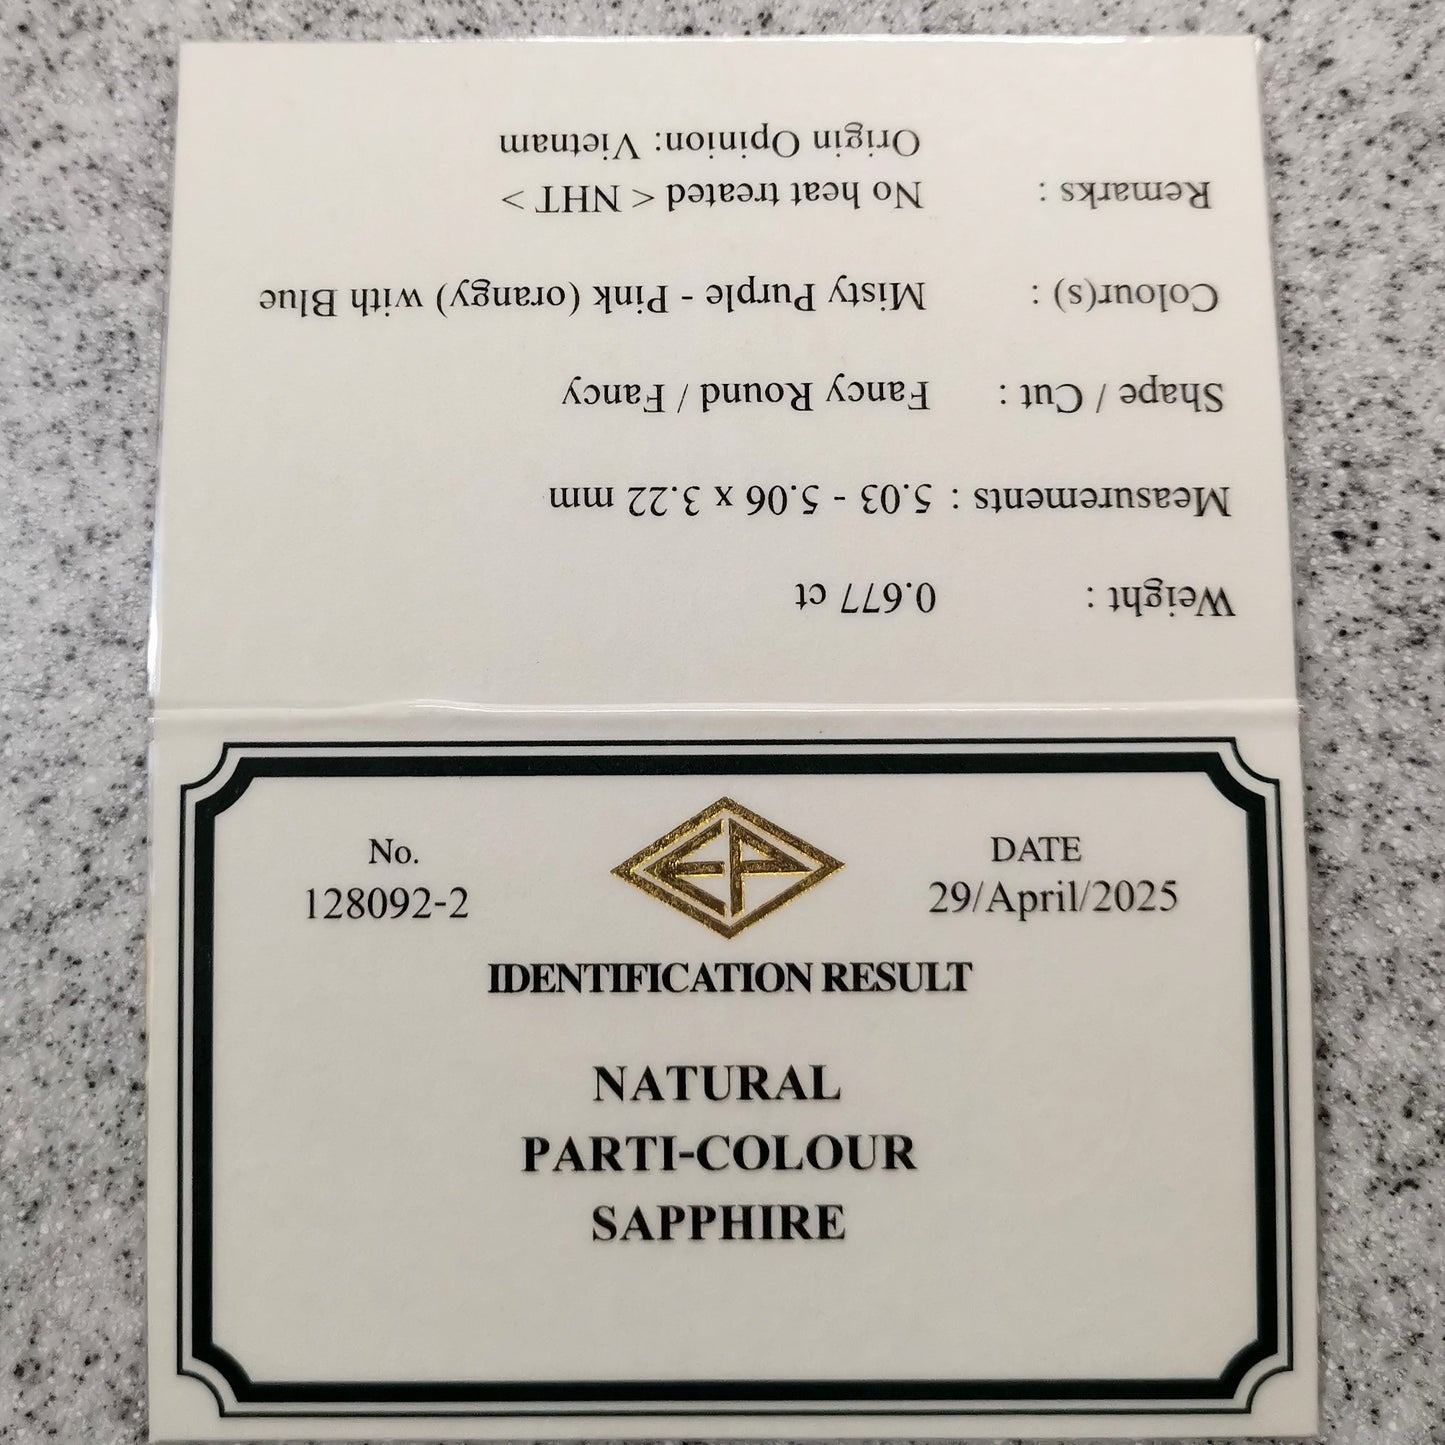 No.
128092-2
EP
DATE
29/April/2025
IDENTIFICATION RESULT
NATURAL
PARTI-COLOUR
SAPPHIRE
Weight : 0.677 ct
Measurements : 5.03 - 5.06 x 3.22 mm
Shape / Cut : Fancy Round / Fancy
Colour(s) : Misty Purple - Pink (orangy) with Blue
Remarks : No heat treated < NHT >
Origin Opinion: Vietnam